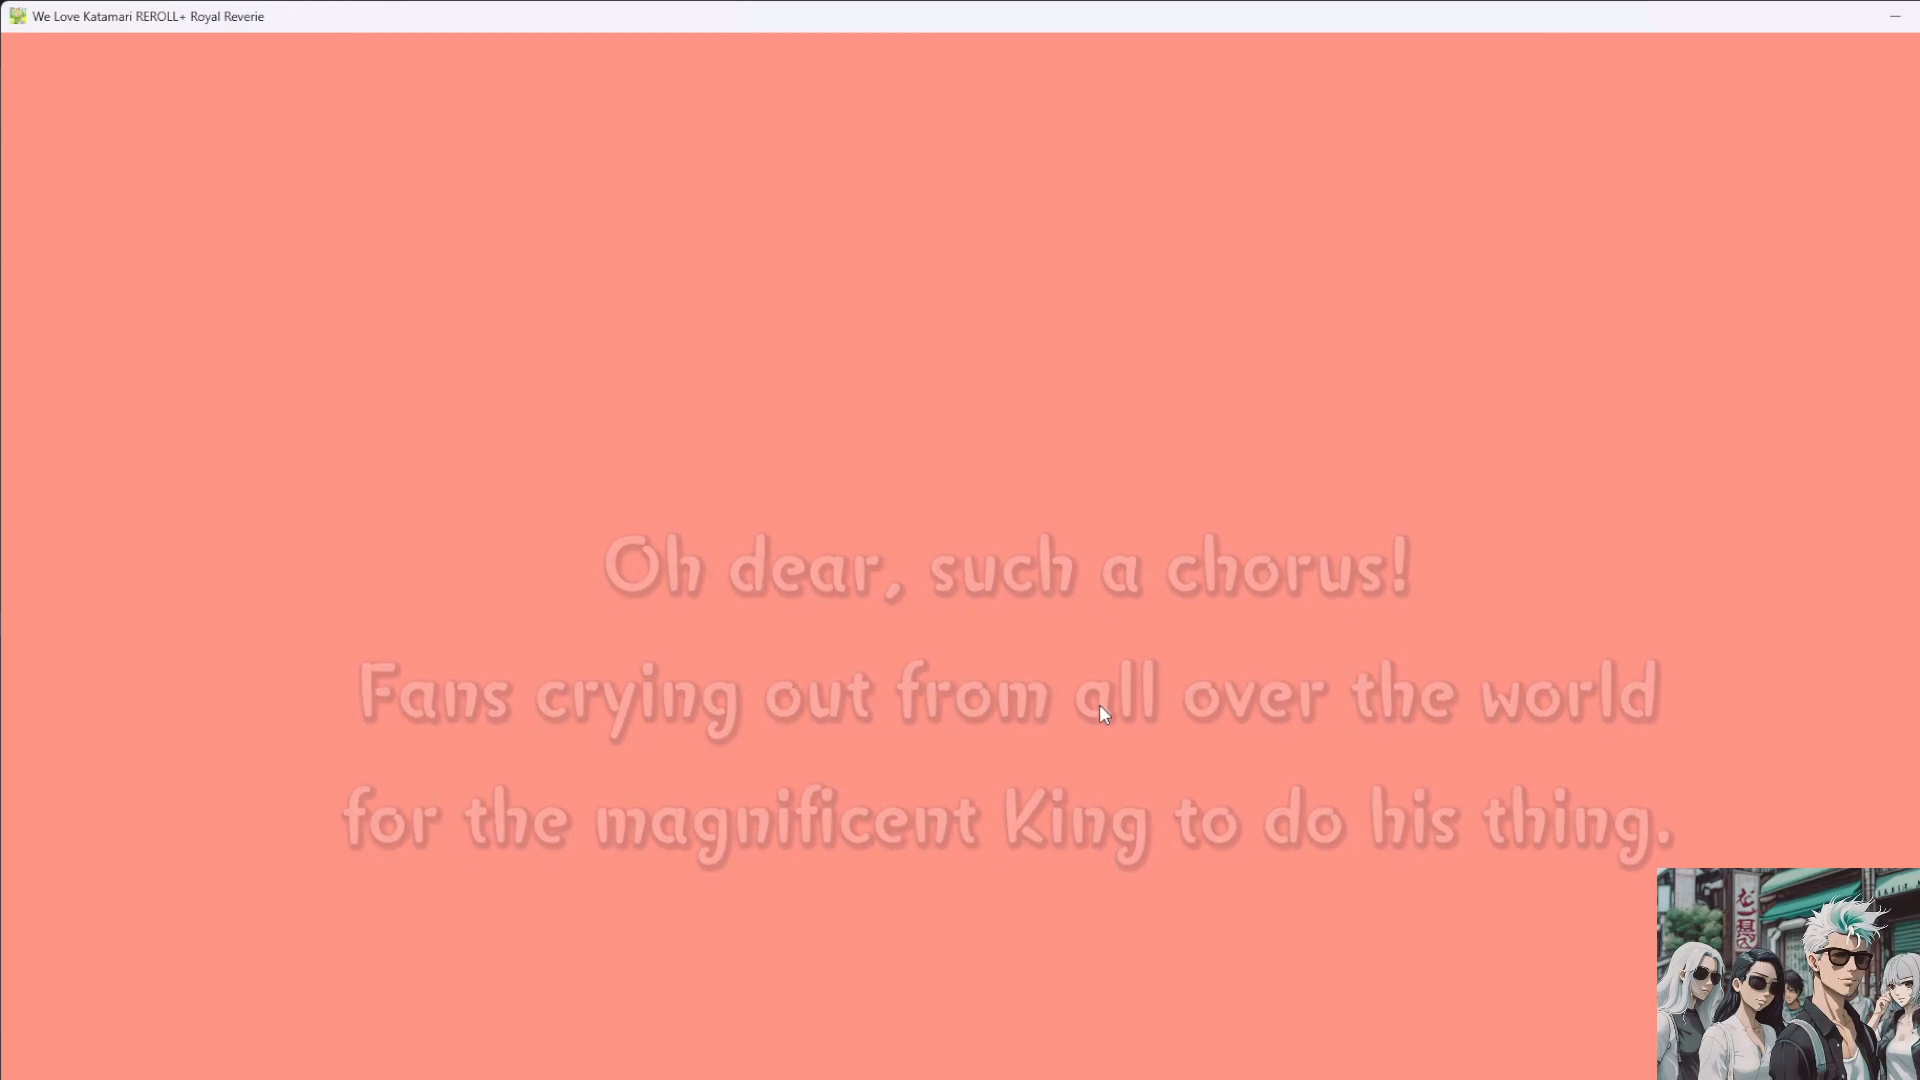 We Love Katamari REROLL+ Royal Reverie
Oh dear, such a chorus!
Fans crying out from all over the world
for the magnificent King to do his thing.